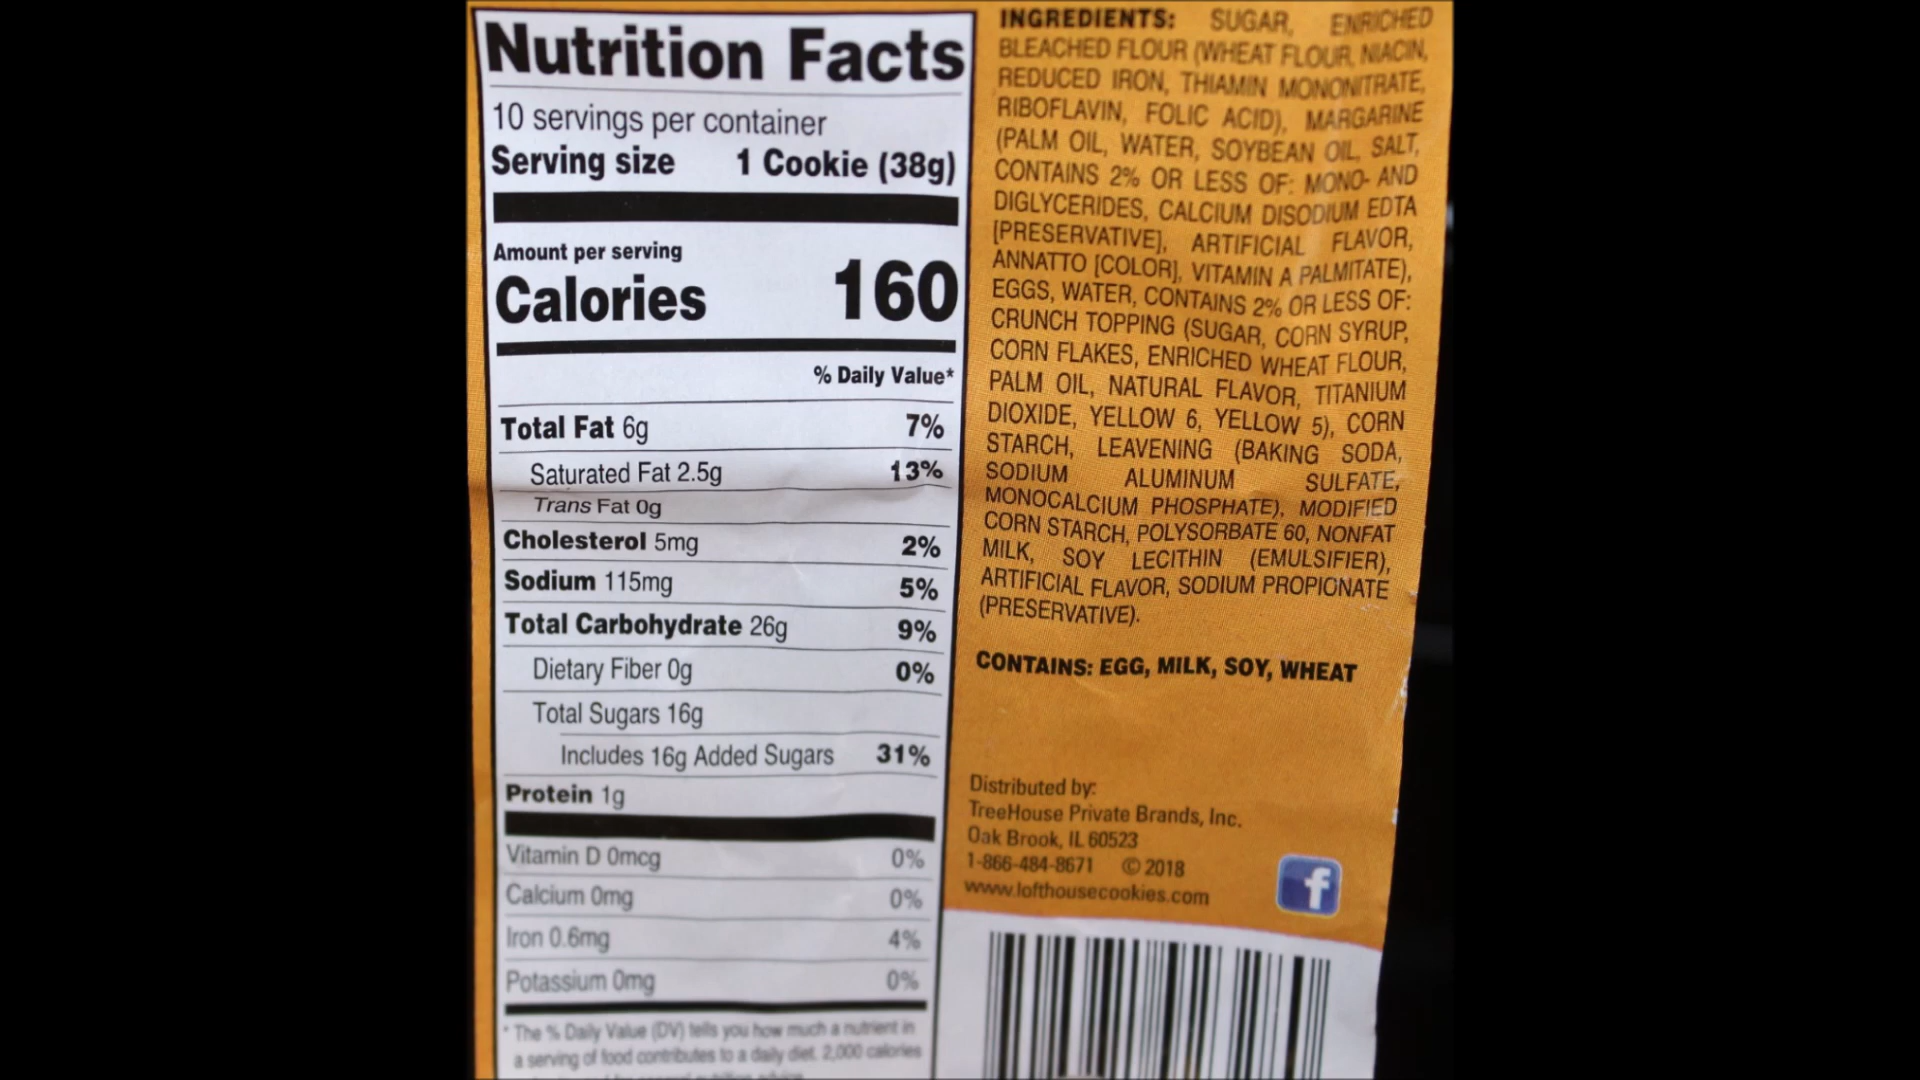 Nutrition Facts
10 servings per container
Serving size 1 Cookie (38g)
Amount per serving
Calories 160
% Daily Value*
Total Fat 6g 7%
Saturated Fat 2.5g 13%
Trans Fat 0g
Cholesterol 5mg 2%
Sodium 115mg 5%
Total Carbohydrate 26g 9%
Dietary Fiber 0g 0%
Total Sugars 16g
Includes 16g Added Sugars 31%
Protein 1g
Vitamin D 0mcg 0%
Calcium 0mg 0%
Iron 0.6mg 4%
Potassium 0mg 0%
* The % Daily Value (DV) tells you how much a nutrient in
a serving of food contributes to a daily diet. 2,000 calories
INGREDIENTS: SUGAR, ENRICHED
BLEACHED FLOUR (WHEAT FLOUR, NIACIN,
REDUCED IRON, THIAMIN MONONITRATE,
RIBOFLAVIN, FOLIC ACID), MARGARINE
(PALM OIL, WATER, SOYBEAN OIL, SALT,
CONTAINS 2% OR LESS OF: MONO- AND
DIGLYCERIDES, CALCIUM DISODIUM EDTA
[PRESERVATIVE], ARTIFICIAL FLAVOR,
ANNATTO [COLOR], VITAMIN A PALMITATE),
EGGS, WATER, CONTAINS 2% OR LESS OF:
CRUNCH TOPPING (SUGAR, CORN SYRUP,
CORN FLAKES, ENRICHED WHEAT FLOUR,
PALM OIL, NATURAL FLAVOR, TITANIUM
DIOXIDE, YELLOW 6, YELLOW 5), CORN
STARCH, LEAVENING (BAKING SODA,
SODIUM ALUMINUM SULFATE,
MONOCALCIUM PHOSPHATE), MODIFIED
CORN STARCH, POLYSORBATE 60, NONFAT
MILK, SOY LECITHIN (EMULSIFIER),
ARTIFICIAL FLAVOR, SODIUM PROPIONATE
(PRESERVATIVE).
CONTAINS: EGG, MILK, SOY, WHEAT
Distributed by:
TreeHouse Private Brands, Inc.
Oak Brook, IL 60523
1-866-484-8671 © 2018
www.lofthousecookies.com
f